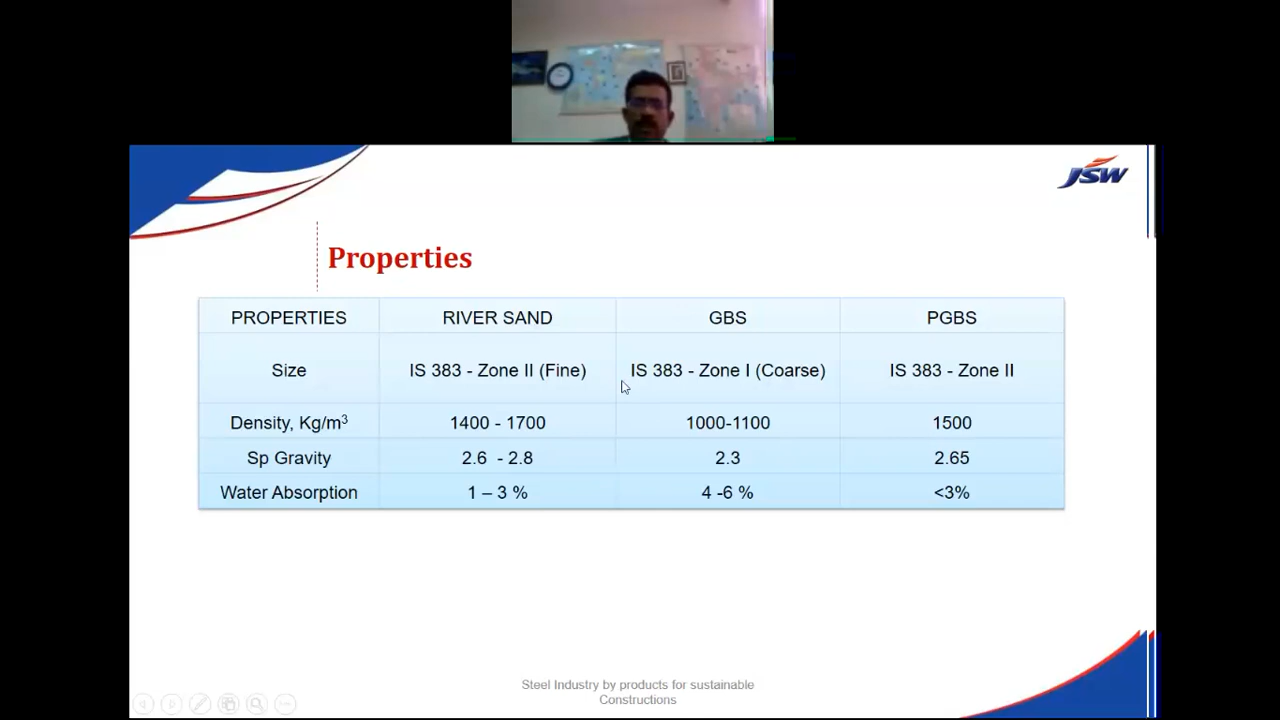 JSW
Properties
PROPERTIES RIVER SAND GBS PGBS
Size IS 383 - Zone II (Fine) IS 383 - Zone I (Coarse) IS 383 - Zone II
Density, Kg/m³ 1400 - 1700 1000-1100 1500
Sp Gravity 2.6 - 2.8 2.3 2.65
Water Absorption 1 – 3 % 4 -6 % <3%
Steel Industry by products for sustainable
Constructions